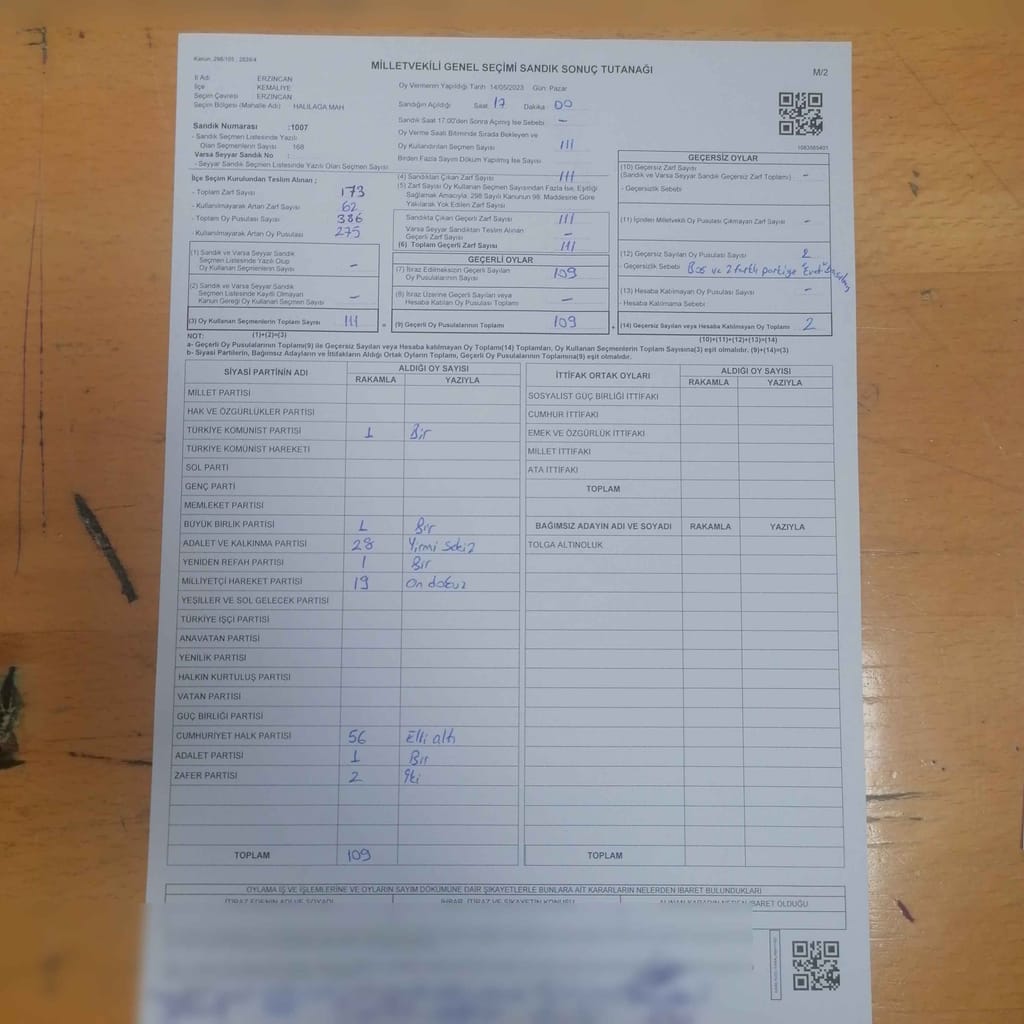 Kanun: 298/105 ; 2839/4
MİLLETVEKİLİ GENEL SEÇİMİ SANDIK SONUÇ TUTANAĞI
M/2
İl Adı ERZİNCAN
İlçe KEMALİYE
Seçim Çevresi ERZİNCAN
Seçim Bölgesi (Mahalle Adı) HALİLAGA MAH
Sandık Numarası :1007
- Sandık Seçmen Listesinde Yazılı
Olan Seçmenlerin Sayısı 168
Varsa Seyyar Sandık No :
- Seyyar Sandık Seçmen Listesinde Yazılı Olan Seçmen Sayısı
İlçe Seçim Kurulundan Teslim Alınan ;
- Toplam Zarf Sayısı 173
- Kullanılmayarak Artan Zarf Sayısı 62
- Toplam Oy Pusulası Sayısı 386
- Kullanılmayarak Artan Oy Pusulası 275
(1) Sandık ve Varsa Seyyar Sandık
Seçmen Listesinde Yazılı Olup
Oy Kullanan Seçmenlerin Sayısı -
(2) Sandık ve Varsa Seyyar Sandık
Seçmen Listesinde Kayıtlı Olmayan
Kanun Gereği Oy Kullanan Seçmen Sayısı -
(3) Oy Kullanan Seçmenlerin Toplam Sayısı 111
(1)+(2)=(3)
Oy Vermenin Yapıldığı Tarih 14/05/2023 Gün: Pazar
Sandığın Açıldığı Saat 17 Dakika 00
Sandık Saat 17.00'den Sonra Açılmış İse Sebebi -
Oy Verme Saati Bitiminde Sırada Bekleyen ve
Oy Kullandırılan Seçmen Sayısı 111
Birden Fazla Sayım Döküm Yapılmış İse Sayısı
(4) Sandıktan Çıkan Zarf Sayısı 111
(5) Zarf Sayısı Oy Kullanan Seçmen Sayısından Fazla İse, Eşitliği
Sağlamak Amacıyla, 298 Sayılı Kanunun 98. Maddesine Göre
Yakılarak Yok Edilen Zarf Sayısı
Sandıkta Çıkan Geçerli Zarf Sayısı 111
Varsa Seyyar Sandıktan Teslim Alınan
Geçerli Zarf Sayısı -
(6) Toplam Geçerli Zarf Sayısı 111
GEÇERLİ OYLAR
(7) İtiraz Edilmeksizin Geçerli Sayılan
Oy Pusulalarının Sayısı 109
(8) İtiraz Üzerine Geçerli Sayılan veya
Hesaba Katılan Oy Pusulası Toplamı -
= (9) Geçerli Oy Pusulalarının Toplamı 109
1083565401
GEÇERSİZ OYLAR
(10) Geçersiz Zarf Sayısı
(Sandık ve Varsa Seyyar Sandık Geçersiz Zarf Toplamı) -
- Geçersizlik Sebebi
(11) İçinden Milletvekili Oy Pusulası Çıkmayan Zarf Sayısı -
(12) Geçersiz Sayılan Oy Pusulası Sayısı 2
- Geçersizlik Sebebi Boş ve 2 farklı partiye "Evet" basılmış
(13) Hesaba Katılmayan Oy Pusulası Sayısı -
- Hesaba Katılmama Sebebi
+ (14) Geçersiz Sayılan veya Hesaba Katılmayan Oy Toplamı 2
(10)+(11)+(12)+(13)=(14)
NOT:
a- Geçerli Oy Pusulaları Toplamı(9) ile Geçersiz Sayılan veya Hesaba katılmayan Oy Toplamı(14) Toplamları, Oy Kullanan Seçmenlerin Toplam Sayısına(3) eşit olmalıdır. (9)+(14)=(3)
b- Siyasi Partilerin, Bağımsız Adayların ve İttifakların Aldığı Ortak Oyların Toplamı, Geçerli Oy Pusulalarının Toplamına(9) eşit olmalıdır.
SİYASİ PARTİNİN ADI ALDIĞI OY SAYISI
RAKAMLA YAZIYLA
MİLLET PARTİSİ
HAK VE ÖZGÜRLÜKLER PARTİSİ
TÜRKİYE KOMÜNİST PARTİSİ 1 Bir
TÜRKİYE KOMÜNİST HAREKETİ
SOL PARTİ
GENÇ PARTİ
MEMLEKET PARTİSİ
BÜYÜK BİRLİK PARTİSİ 1 Bir
ADALET VE KALKINMA PARTİSİ 28 Yirmi Sekiz
YENİDEN REFAH PARTİSİ 1 Bir
MİLLİYETÇİ HAREKET PARTİSİ 19 On dokuz
YEŞİLLER VE SOL GELECEK PARTİSİ
TÜRKİYE İŞÇİ PARTİSİ
ANAVATAN PARTİSİ
YENİLİK PARTİSİ
HALKIN KURTULUŞ PARTİSİ
VATAN PARTİSİ
GÜÇ BİRLİĞİ PARTİSİ
CUMHURİYET HALK PARTİSİ 56 Elli altı
ADALET PARTİSİ 1 Bir
ZAFER PARTİSİ 2 İki
TOPLAM 109
İTTİFAK ORTAK OYLARI ALDIĞI OY SAYISI
RAKAMLA YAZIYLA
SOSYALİST GÜÇ BİRLİĞİ İTTİFAKI
CUMHUR İTTİFAKI
EMEK VE ÖZGÜRLÜK İTTİFAKI
MİLLET İTTİFAKI
ATA İTTİFAKI
TOPLAM
BAĞIMSIZ ADAYIN ADI VE SOYADI RAKAMLA YAZIYLA
TOLGA ALTINOLUK
TOPLAM
OYLAMA İŞ VE İŞLEMLERİNE VE OYLARIN SAYIM DÖKÜMÜNE DAİR ŞİKAYETLERLE BUNLARA AİT KARARLARIN NELERDEN İBARET BULUNDUKLARI
İTİRAZ EDENİN ADI VE SOYADI İHBAR, İTİRAZ VE ŞİKAYETİN KONUSU ALINAN KARARIN NEDEN İBARET OLDUĞU